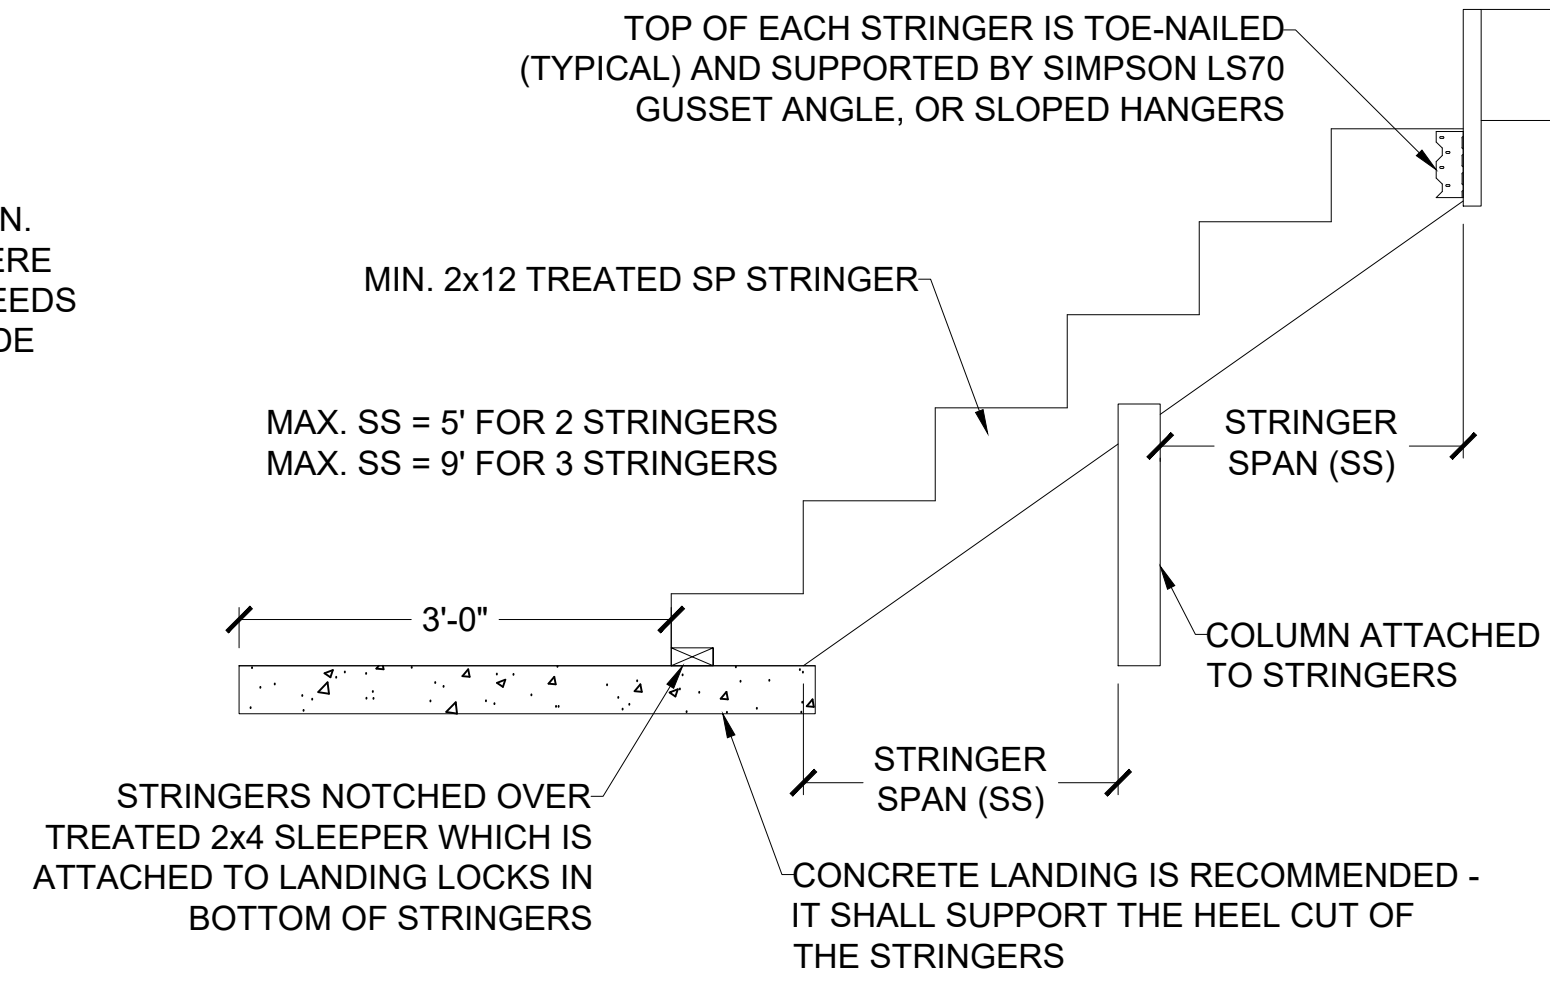 TOP OF EACH STRINGER IS TOE-NAILED
(TYPICAL) AND SUPPORTED BY SIMPSON LS70
GUSSET ANGLE, OR SLOPED HANGERS
N.
ERE
EEDS
DE
MIN. 2x12 TREATED SP STRINGER
MAX. SS = 5' FOR 2 STRINGERS
MAX. SS = 9' FOR 3 STRINGERS
STRINGER
SPAN (SS)
3'-0"
COLUMN ATTACHED
TO STRINGERS
STRINGER
SPAN (SS)
STRINGERS NOTCHED OVER
TREATED 2x4 SLEEPER WHICH IS
ATTACHED TO LANDING LOCKS IN
BOTTOM OF STRINGERS
CONCRETE LANDING IS RECOMMENDED -
IT SHALL SUPPORT THE HEEL CUT OF
THE STRINGERS